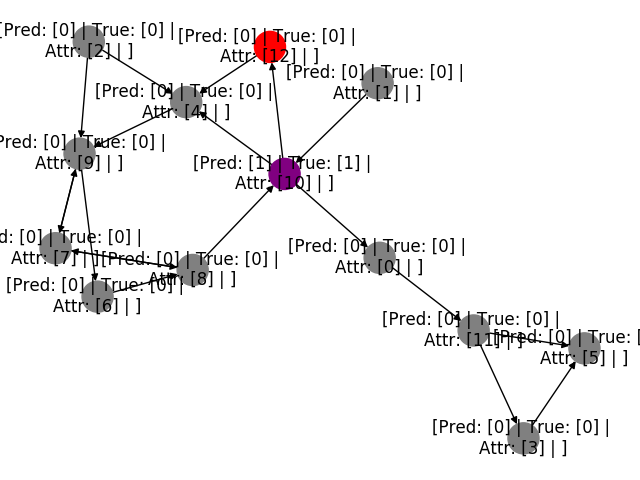 [Pred: [0] | True: [0] |
Attr: [2] | ]
[Pred: [0] | True: [0] |
Attr: [12] | ]
[Pred: [0] | True: [0] |
Attr: [1] | ]
[Pred: [0] | True: [0] |
Attr: [4] | ]
[Pred: [0] | True: [0] |
Attr: [9] | ]
[Pred: [1] | True: [1] |
Attr: [10] | ]
[Pred: [0] | True: [0] |
Attr: [7] | ]
[Pred: [0] | True: [0] |
Attr: [8] | ]
[Pred: [0] | True: [0] |
Attr: [6] | ]
[Pred: [0] | True: [0] |
Attr: [0] | ]
[Pred: [0] | True: [0] |
Attr: [11] | ]
[Pred: [0] | True: [
Attr: [5] | ]
[Pred: [0] | True: [0] |
Attr: [3] | ]